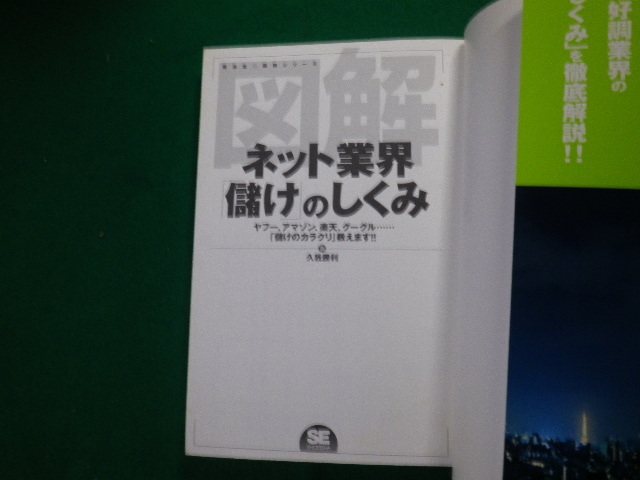 図解
ネット業界
「儲け」のしくみ
ヤフー、アマゾン、楽天、グーグル……
「儲けのカラクリ」教えます!!
久我勝利
SE
好調業界の
しくみ」を徹底解説!!